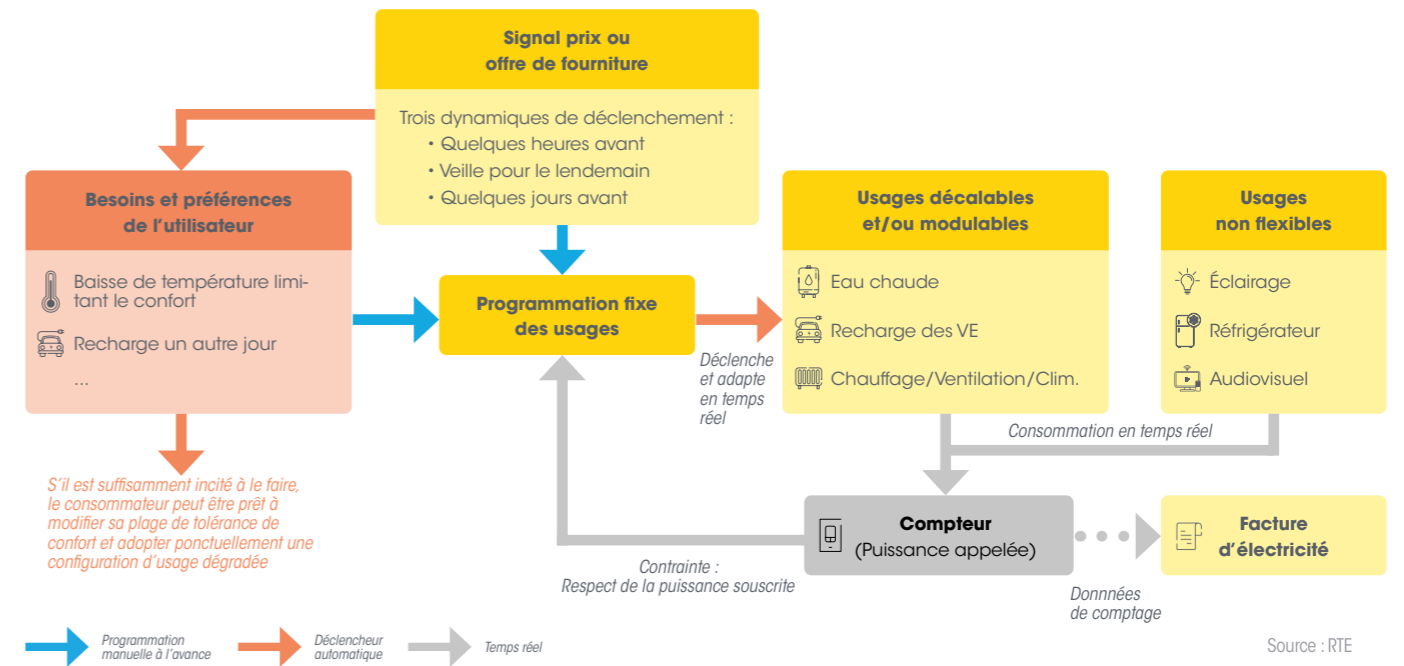 Signal prix ou
offre de fourniture
Trois dynamiques de déclenchement :
• Quelques heures avant
• Veille pour le lendemain
• Quelques jours avant
Besoins et préférences
de l'utilisateur
Baisse de température limi-
tant le confort
Recharge un autre jour
...
S'il est suffisamment incité à le faire,
le consommateur peut être prêt à
modifier sa plage de tolérance de
confort et adopter ponctuellement une
configuration d'usage dégradée
Programmation fixe
des usages
Déclenche
et adapte
en temps
réel
Usages décalables
et/ou modulables
Eau chaude
Recharge des VE
Chauffage/Ventilation/Clim.
Usages
non flexibles
Éclairage
Réfrigérateur
Audiovisuel
Consommation en temps réel
Compteur
(Puissance appelée)
Facture
d'électricité
Contrainte :
Respect de la puissance souscrite
Donnnées
de comptage
Programmation
manuelle à l'avance
Déclencheur
automatique
Temps réel
Source : RTE